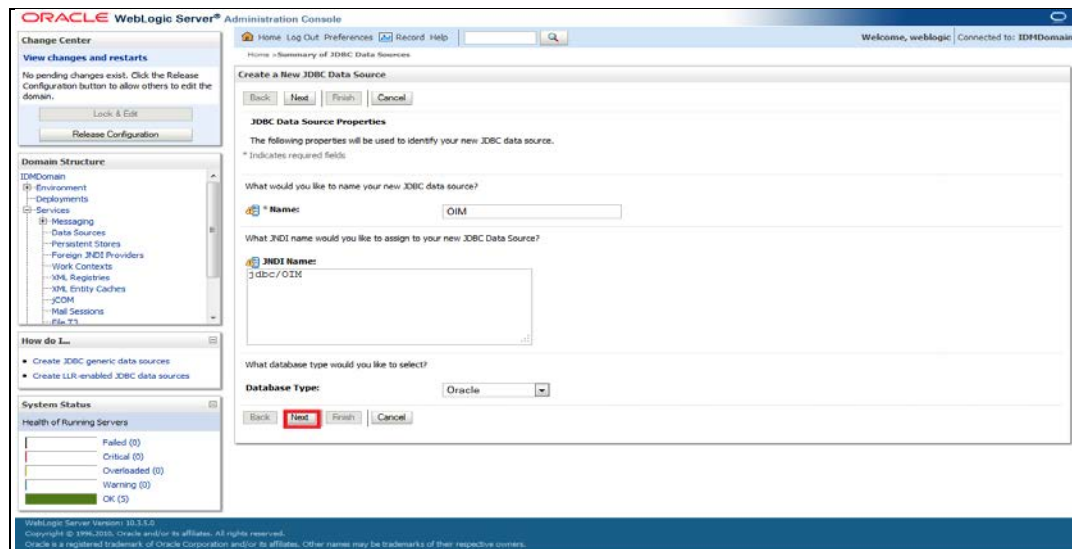 ORACLE WebLogic Server® Administration Console
Change Center
View changes and restarts
No pending changes exist. Click the Release
Configuration button to allow others to edit the
domain.
Lock & Edit
Release Configuration
Domain Structure
IDMDomain
Environment
Deployments
Services
Messaging
Data Sources
Persistent Stores
Foreign JNDI Providers
Work Contexts
XML Registries
XML Entity Caches
jCOM
Mail Sessions
File T3
How do I...
Create JDBC generic data sources
Create LLR-enabled JDBC data sources
System Status
Health of Running Servers
Failed (0)
Critical (0)
Overloaded (0)
Warning (0)
OK (5)
Home Log Out Preferences Record Help
Welcome, weblogic Connected to: IDMDomain
Home >Summary of JDBC Data Sources
Create a New JDBC Data Source
Back Next Finish Cancel
JDBC Data Source Properties
The following properties will be used to identify your new JDBC data source.
* Indicates required fields
What would you like to name your new JDBC data source?
* Name: OIM
What JNDI name would you like to assign to your new JDBC Data Source?
JNDI Name:
jdbc/OIM
What database type would you like to select?
Database Type: Oracle
Back Next Finish Cancel
WebLogic Server Version: 10.3.5.0
Copyright © 1996,2010, Oracle and/or its affiliates. All rights reserved.
Oracle is a registered trademark of Oracle Corporation and/or its affiliates. Other names may be trademarks of their respective owners.